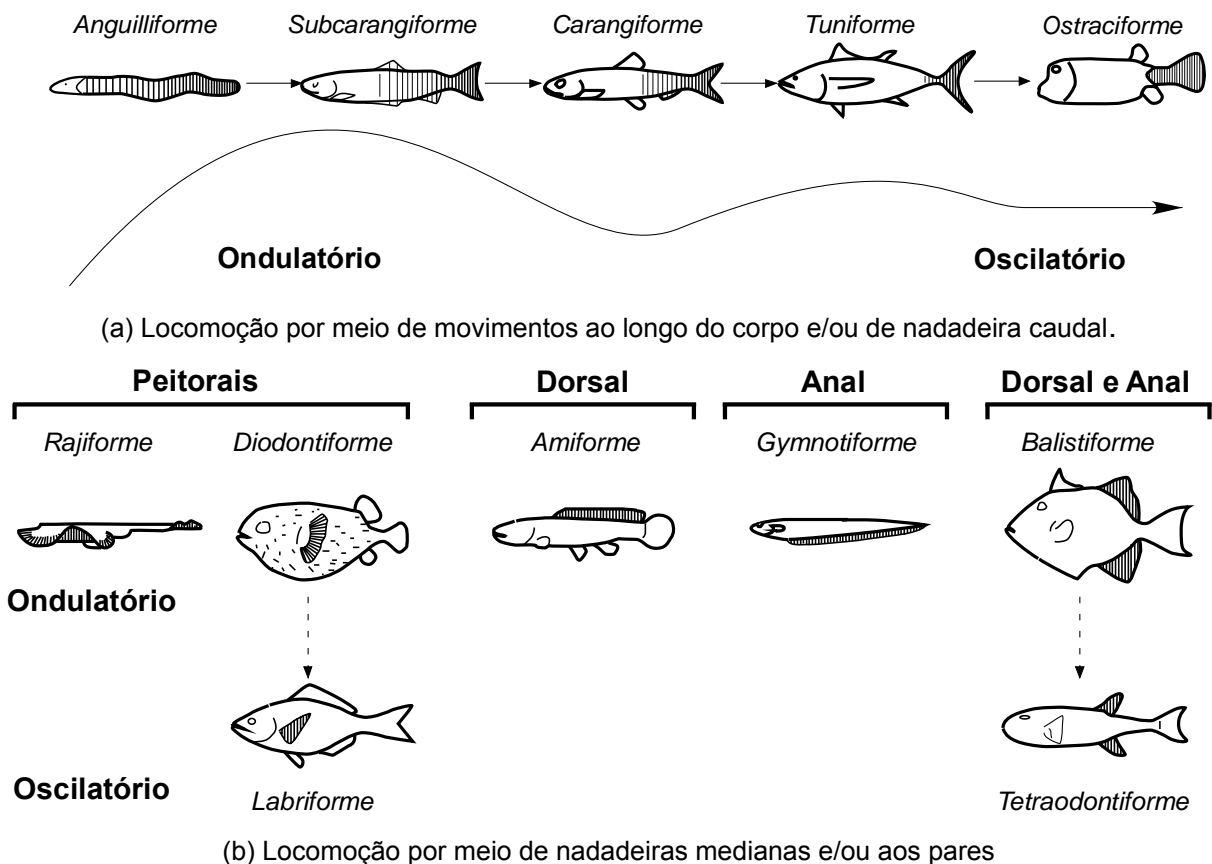 Anguilliforme Subcarangiforme Carangiforme Tuniforme Ostraciforme
Ondulatório
Oscilatório
(a) Locomoção por meio de movimentos ao longo do corpo e/ou de nadadeira caudal.
Peitorais Dorsal Anal Dorsal e Anal
Rajiforme Diodontiforme Amiforme Gymnotiforme Balistiforme
Ondulatório
Oscilatório
Labriforme Tetraodontiforme
(b) Locomoção por meio de nadadeiras medianas e/ou aos pares